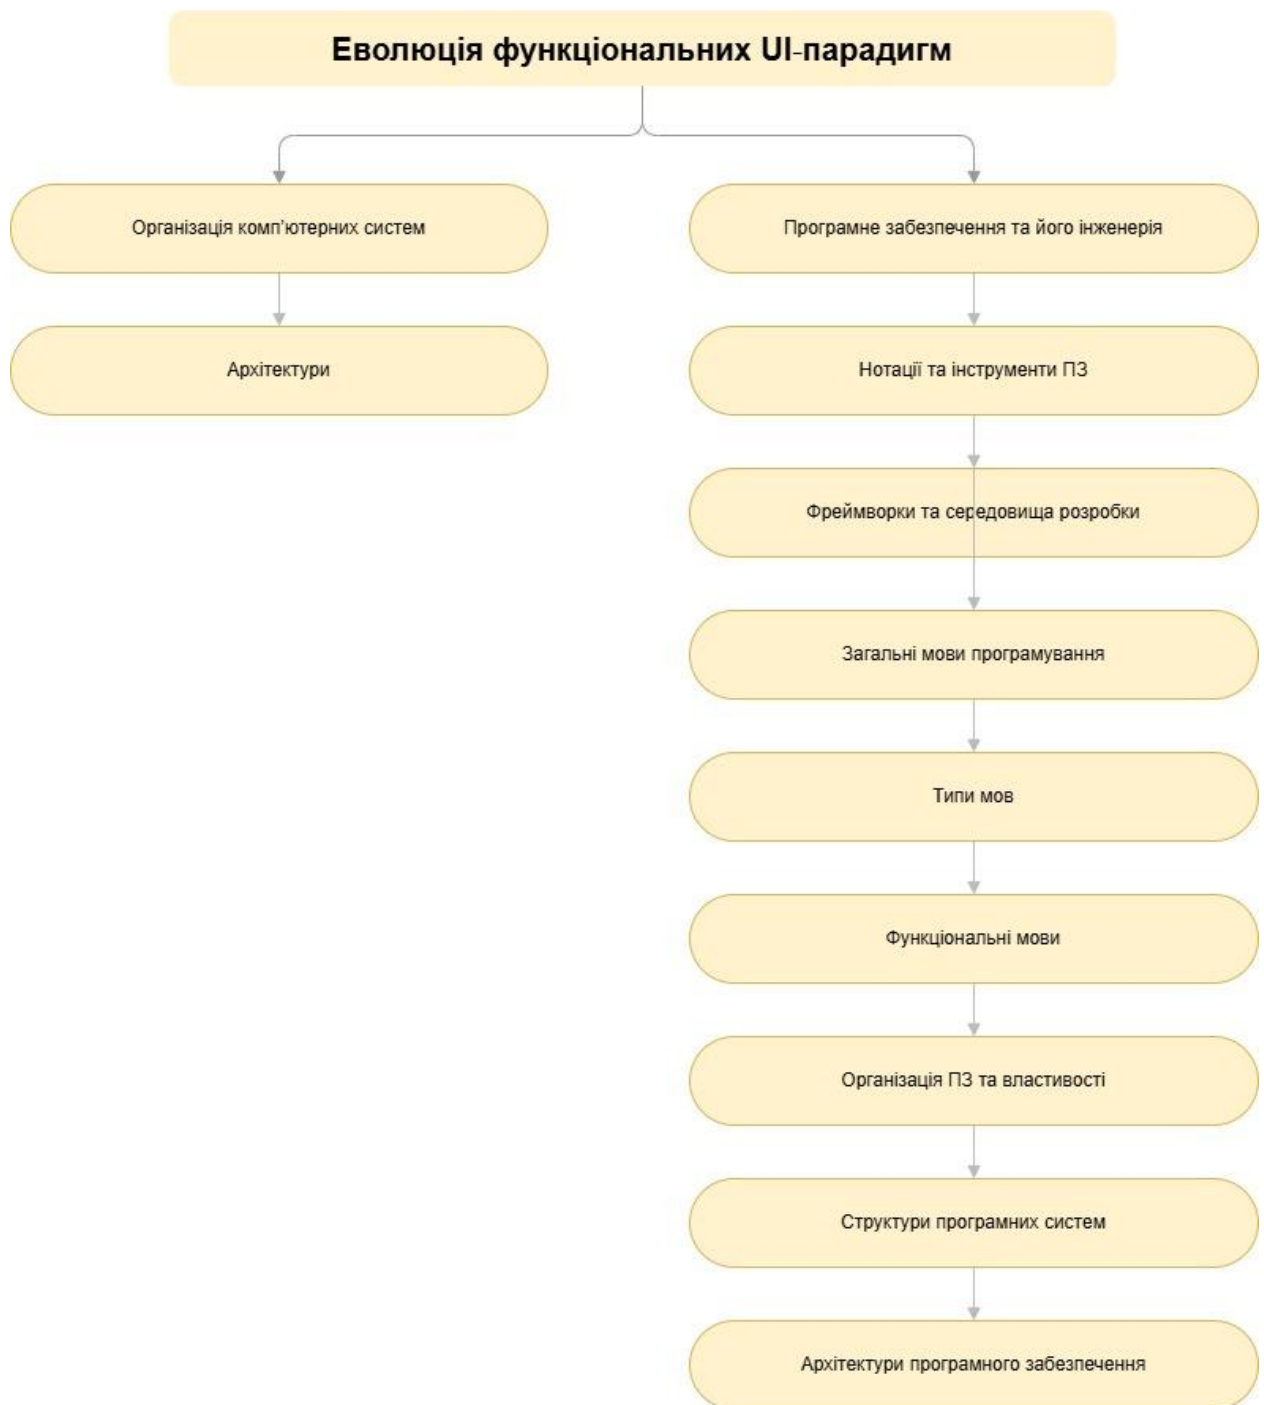 Еволюція функціональних UI-парадигм
Організація комп'ютерних систем
Програмне забезпечення та його інженерія
Архітектури
Нотації та інструменти ПЗ
Фреймворки та середовища розробки
Загальні мови програмування
Типи мов
Функціональні мови
Організація ПЗ та властивості
Структури програмних систем
Архітектури програмного забезпечення